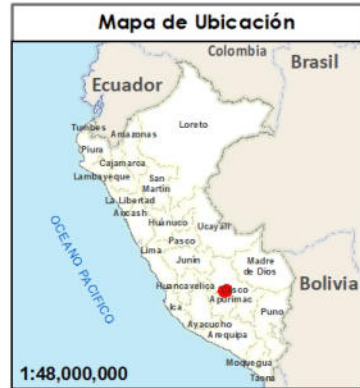 Mapa de Ubicación
Colombia
Brasil
Ecuador
Loreto
Tumbes
Amazonas
Piura
Cajamarca
Lambayeque
San
Martin
La Libertad
Ancash
Huánuco
Ucayali
Pasco
OCEANO PACIFICO
Lima
Junín
Madre
de Dios
Huancavelica
Bolivia
Apurimac
Ica
Puno
Ayacucho
Arequipa
Moquegua
Tacna
1:48,000,000